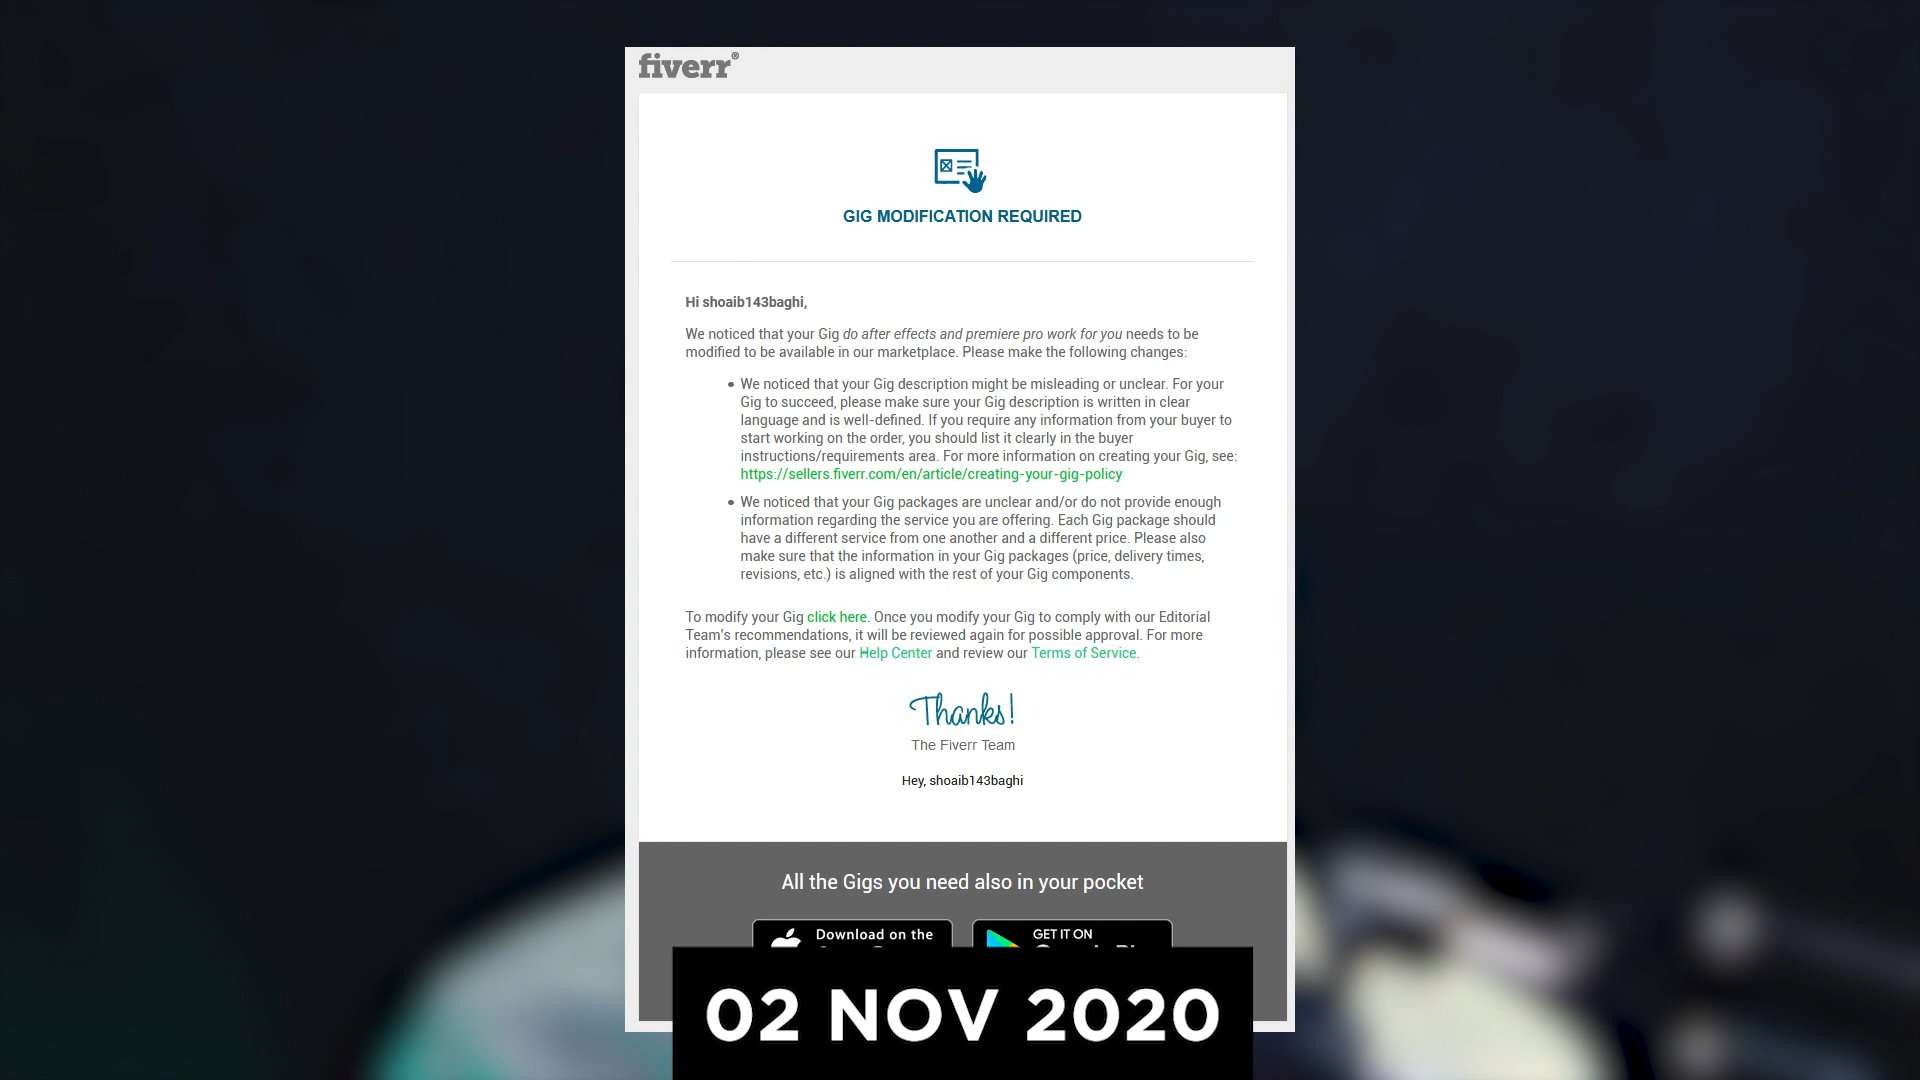 fiverr®
GIG MODIFICATION REQUIRED
Hi shoaib143baghi,
We noticed that your Gig do after effects and premiere pro work for you needs to be
modified to be available in our marketplace. Please make the following changes:
• We noticed that your Gig description might be misleading or unclear. For your
Gig to succeed, please make sure your Gig description is written in clear
language and is well-defined. If you require any information from your buyer to
start working on the order, you should list it clearly in the buyer
instructions/requirements area. For more information on creating your Gig, see:
https://sellers.fiverr.com/en/article/creating-your-gig-policy
• We noticed that your Gig packages are unclear and/or do not provide enough
information regarding the service you are offering. Each Gig package should
have a different service from one another and a different price. Please also
make sure that the information in your Gig packages (price, delivery times,
revisions, etc.) is aligned with the rest of your Gig components.
To modify your Gig click here. Once you modify your Gig to comply with our Editorial
Team's recommendations, it will be reviewed again for possible approval. For more
information, please see our Help Center and review our Terms of Service.
Thanks!
The Fiverr Team
Hey, shoaib143baghi
All the Gigs you need also in your pocket
Download on the
GET IT ON
02 NOV 2020